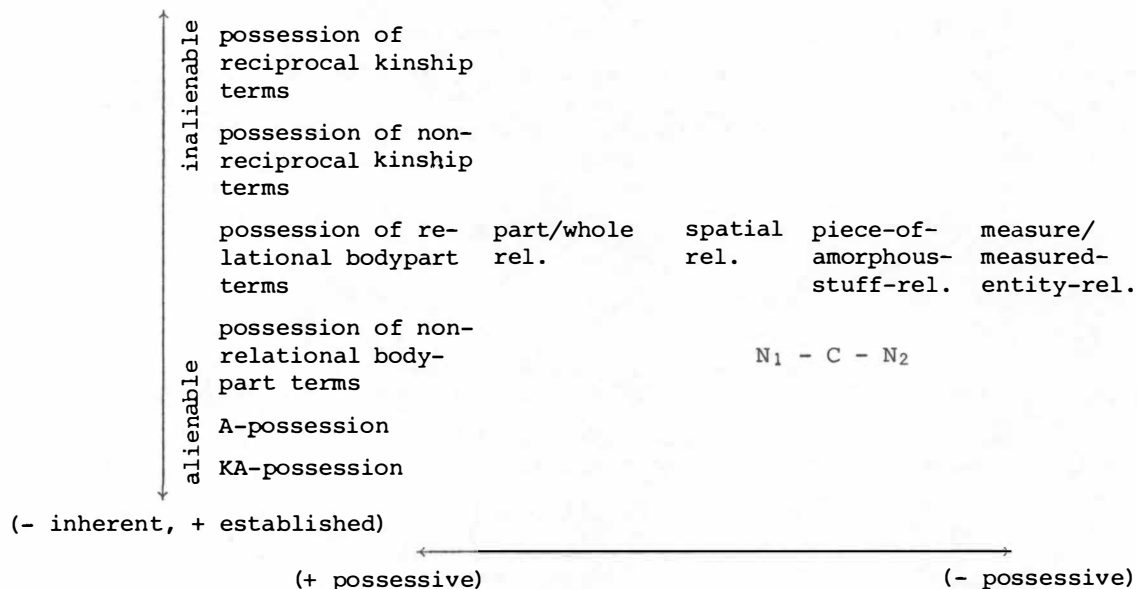 inalienable
possession of
reciprocal kinship
terms
possession of non-
reciprocal kinship
terms
possession of re-
lational bodypart
terms
part/whole
rel.
spatial
rel.
piece-of-
amorphous-
stuff-rel.
measure/
measured-
entity-rel.
alienable
possession of non-
relational body-
part terms
N₁ - C - N₂
A-possession
KA-possession
(- inherent, + established)
(+ possessive)
(- possessive)